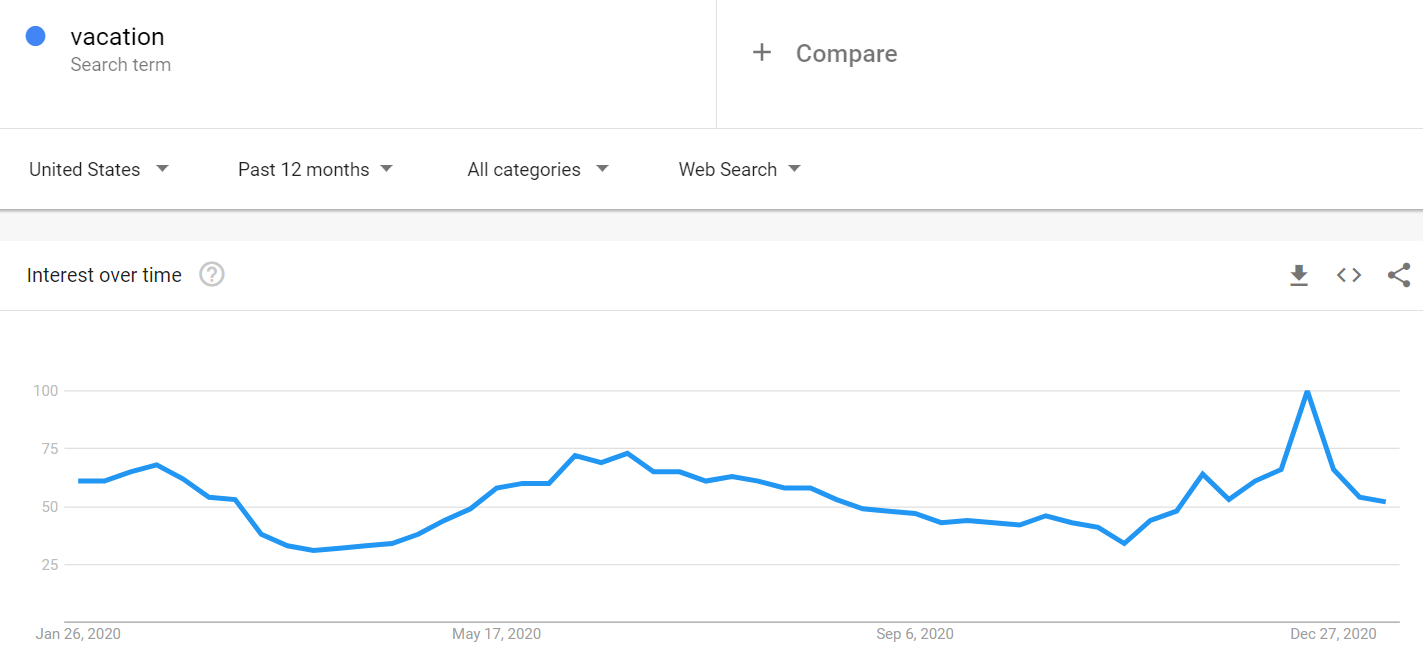 vacation
Search term
+ Compare
United States
Past 12 months
All categories
Web Search
Interest over time ?
100
75
50
25
Jan 26, 2020
May 17, 2020
Sep 6, 2020
Dec 27, 2020